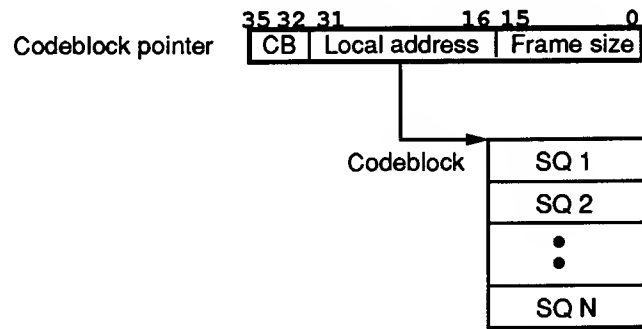 35 32 31 16 15 0
Codeblock pointer CB Local address Frame size
Codeblock SQ 1
SQ 2
SQ N